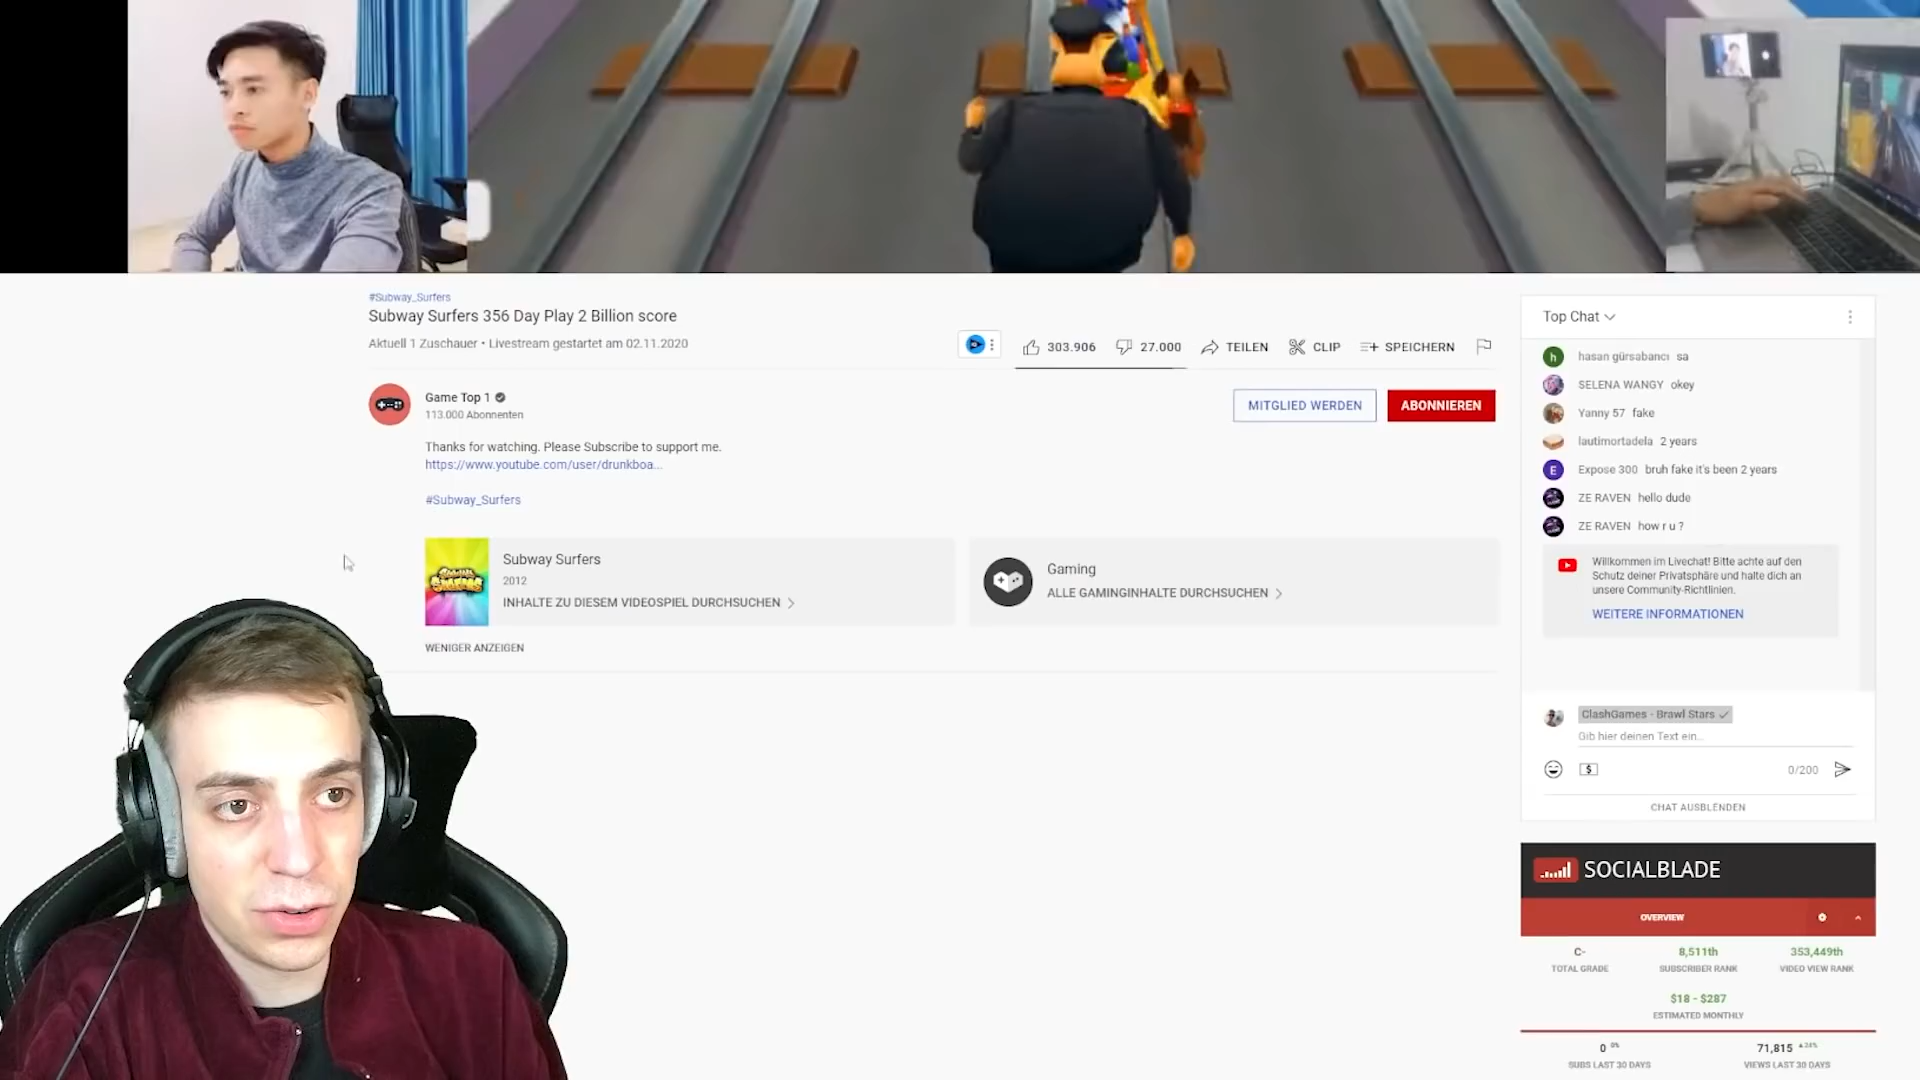 #Subway_Surfers
Subway Surfers 356 Day Play 2 Billion score
Aktuell 1 Zuschauer • Livestream gestartet am 02.11.2020
303.906
27.000
TEILEN
CLIP
SPEICHERN
Game Top 1
113.000 Abonnenten
MITGLIED WERDEN
ABONNIEREN
Thanks for watching. Please Subscribe to support me.
https://www.youtube.com/user/drunkboa...
#Subway_Surfers
SUBWAY SURFERS
Subway Surfers
2012
INHALTE ZU DIESEM VIDEOSPIEL DURCHSUCHEN
Gaming
ALLE GAMINGINHALTE DURCHSUCHEN
WENIGER ANZEIGEN
Top Chat
h hasan gürsabancı sa
SELENA WANGY okey
Yanny 57 fake
lautimortadela 2 years
E Expose 300 bruh fake it's been 2 years
ZE RAVEN hello dude
ZE RAVEN how r u ?
Willkommen im Livechat! Bitte achte auf den
Schutz deiner Privatsphäre und halte dich an
unsere Community-Richtlinien.
WEITERE INFORMATIONEN
ClashGames - Brawl Stars
Gib hier deinen Text ein...
0/200
CHAT AUSBLENDEN
SOCIALBLADE
OVERVIEW
C-
TOTAL GRADE
8,511th
SUBSCRIBER RANK
353,449th
VIDEO VIEW RANK
$18 - $287
ESTIMATED MONTHLY
0 0%
SUBS LAST 30 DAYS
71,815 ▲24%
VIEWS LAST 30 DAYS